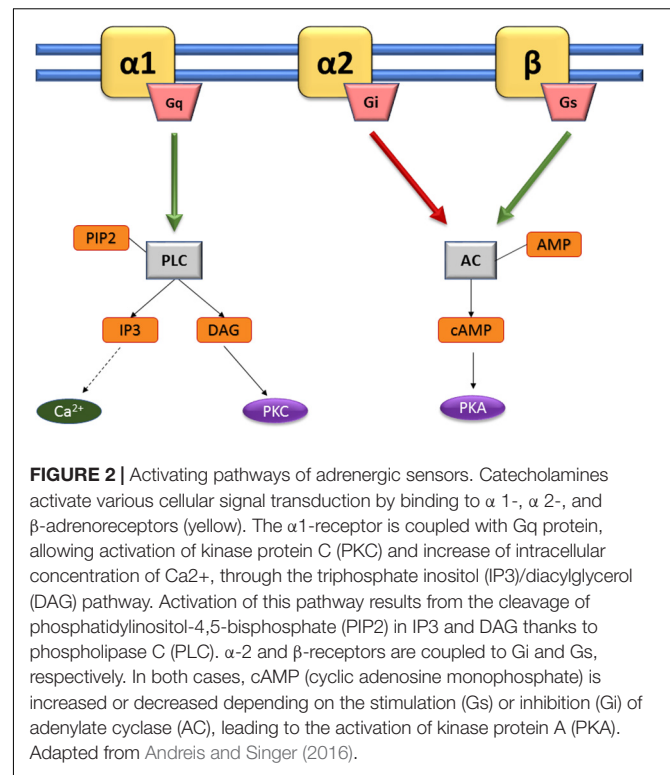 α1
α2
β
Gq
Gi
Gs
PIP2
PLC
AC
AMP
IP3
DAG
cAMP
Ca²⁺
PKC
PKA
FIGURE 2 | Activating pathways of adrenergic sensors. Catecholamines
activate various cellular signal transduction by binding to α 1-, α 2-, and
β-adrenoreceptors (yellow). The α1-receptor is coupled with Gq protein,
allowing activation of kinase protein C (PKC) and increase of intracellular
concentration of Ca2+, through the triphosphate inositol (IP3)/diacylglycerol
(DAG) pathway. Activation of this pathway results from the cleavage of
phosphatidylinositol-4,5-bisphosphate (PIP2) in IP3 and DAG thanks to
phospholipase C (PLC). α-2 and β-receptors are coupled to Gi and Gs,
respectively. In both cases, cAMP (cyclic adenosine monophosphate) is
increased or decreased depending on the stimulation (Gs) or inhibition (Gi) of
adenylate cyclase (AC), leading to the activation of kinase protein A (PKA).
Adapted from Andreis and Singer (2016).